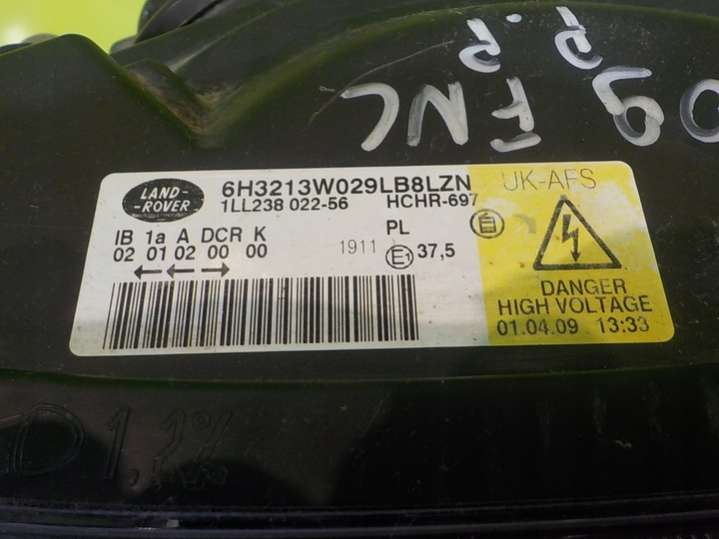 P.P
09 FNC
LAND-
ROVER
6H3213W029LB8LZN
1LL238 022-56 HCHR-697
IB 1a A DCR K
02 01 02 00 00
PL
1911 E1 37,5
UK-AFS
DANGER
HIGH VOLTAGE
01.04.09 13:33